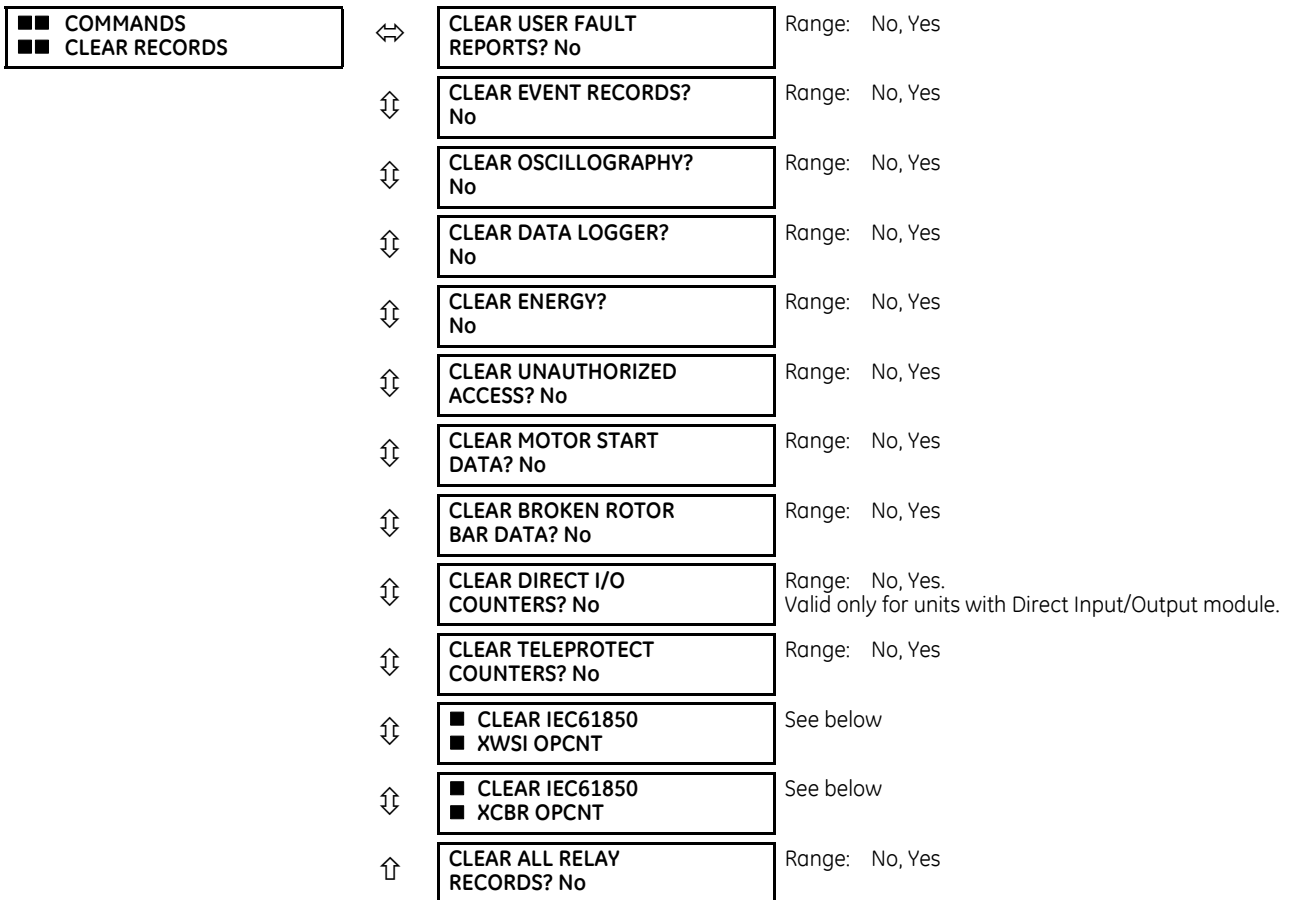 COMMANDS
CLEAR RECORDS
CLEAR USER FAULT
REPORTS? No
Range: No, Yes
CLEAR EVENT RECORDS?
No
Range: No, Yes
CLEAR OSCILLOGRAPHY?
No
Range: No, Yes
CLEAR DATA LOGGER?
No
Range: No, Yes
CLEAR ENERGY?
No
Range: No, Yes
CLEAR UNAUTHORIZED
ACCESS? No
Range: No, Yes
CLEAR MOTOR START
DATA? No
Range: No, Yes
CLEAR BROKEN ROTOR
BAR DATA? No
Range: No, Yes
CLEAR DIRECT I/O
COUNTERS? No
Range: No, Yes.
Valid only for units with Direct Input/Output module.
CLEAR TELEPROTECT
COUNTERS? No
Range: No, Yes
CLEAR IEC61850
XWSI OPCNT
See below
CLEAR IEC61850
XCBR OPCNT
See below
CLEAR ALL RELAY
RECORDS? No
Range: No, Yes